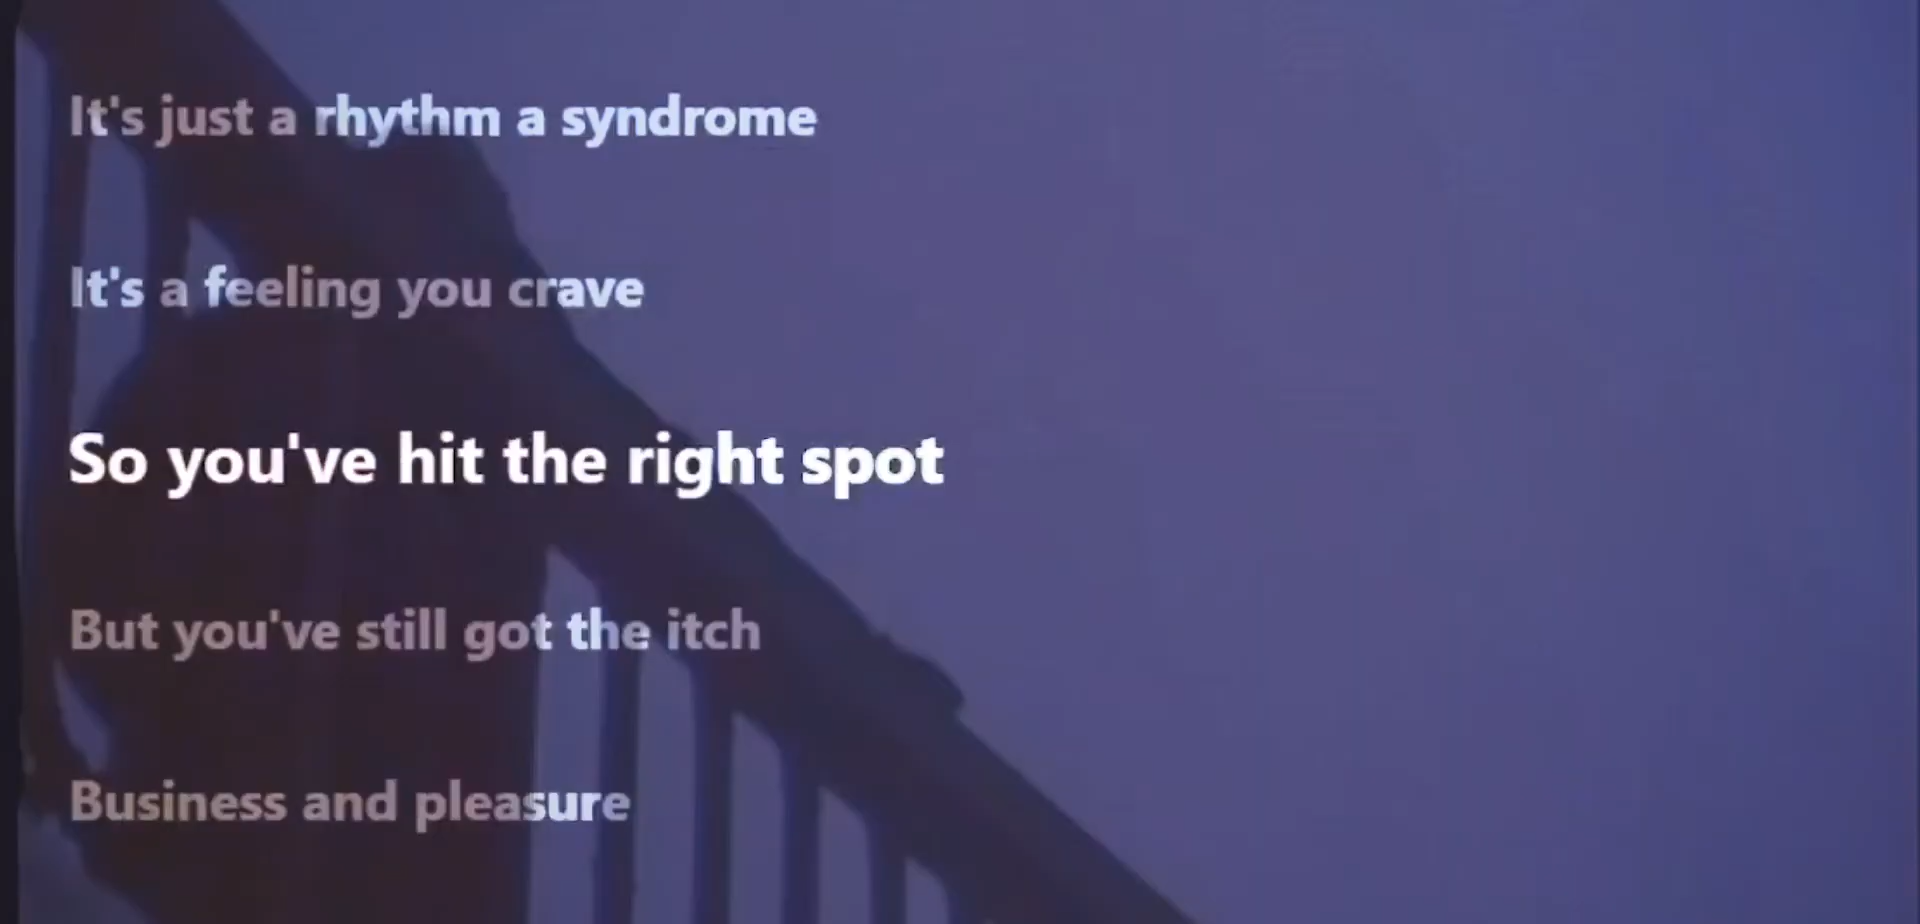 It's just a rhythm a syndrome
It's a feeling you crave
So you've hit the right spot
But you've still got the itch
Business and pleasure